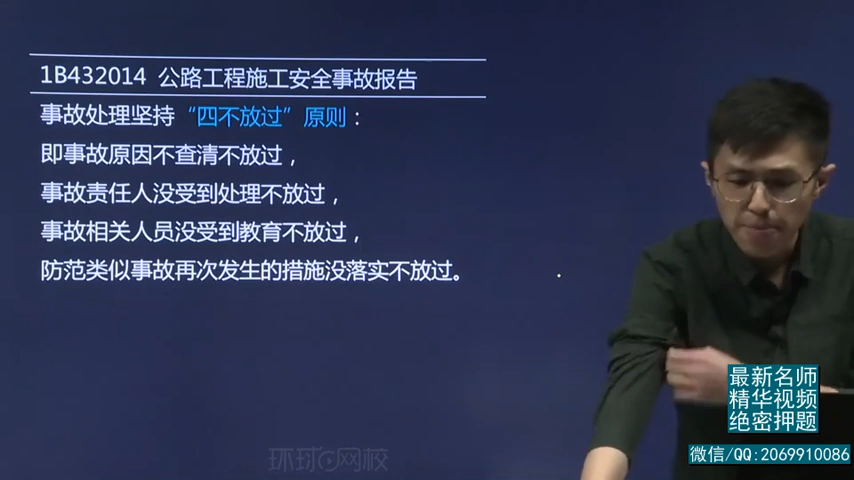 1B432014 公路工程施工安全事故报告
事故处理坚持“四不放过”原则：
即事故原因不查清不放过，
事故责任人没受到处理不放过，
事故相关人员没受到教育不放过，
防范类似事故再次发生的措施没落实不放过。
最新名师
精华视频
绝密押题
微信/QQ:2069910086
环球网校